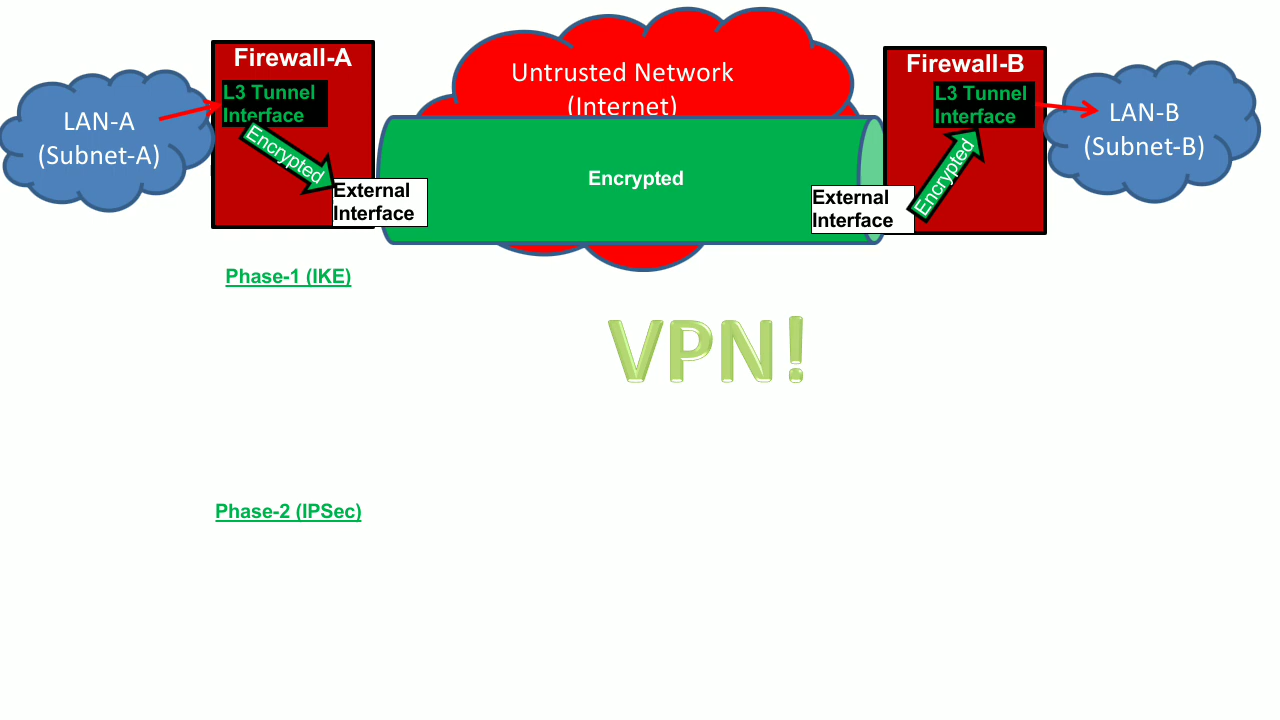 Firewall-A
L3 Tunnel
Interface
Encrypted
External
Interface
LAN-A
(Subnet-A)
Untrusted Network
(Internet)
Encrypted
Firewall-B
L3 Tunnel
Interface
Encrypted
External
Interface
LAN-B
(Subnet-B)
Phase-1 (IKE)
VPN!
Phase-2 (IPSec)